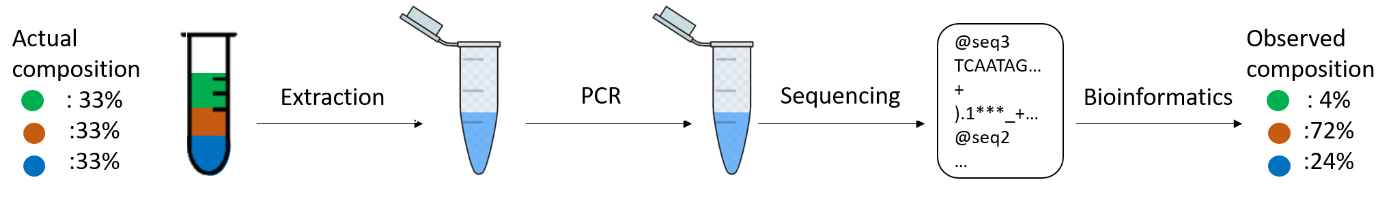 Actual
composition
: 33%
:33%
:33%
Extraction
PCR
Sequencing
@seq3
TCAATAG...
+
).1***_+...
@seq2
...
Bioinformatics
Observed
composition
: 4%
:72%
:24%